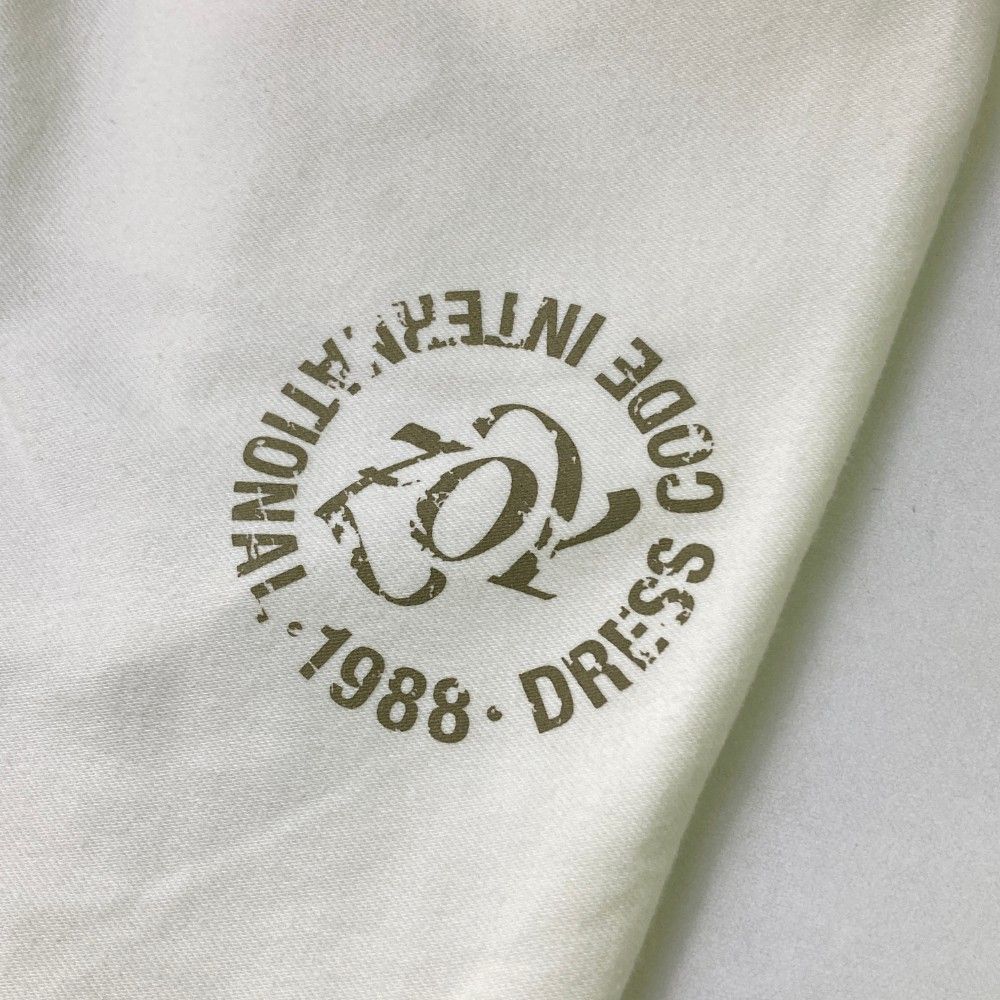 DRESS CODE INTERNATIONAL · 1988 ·